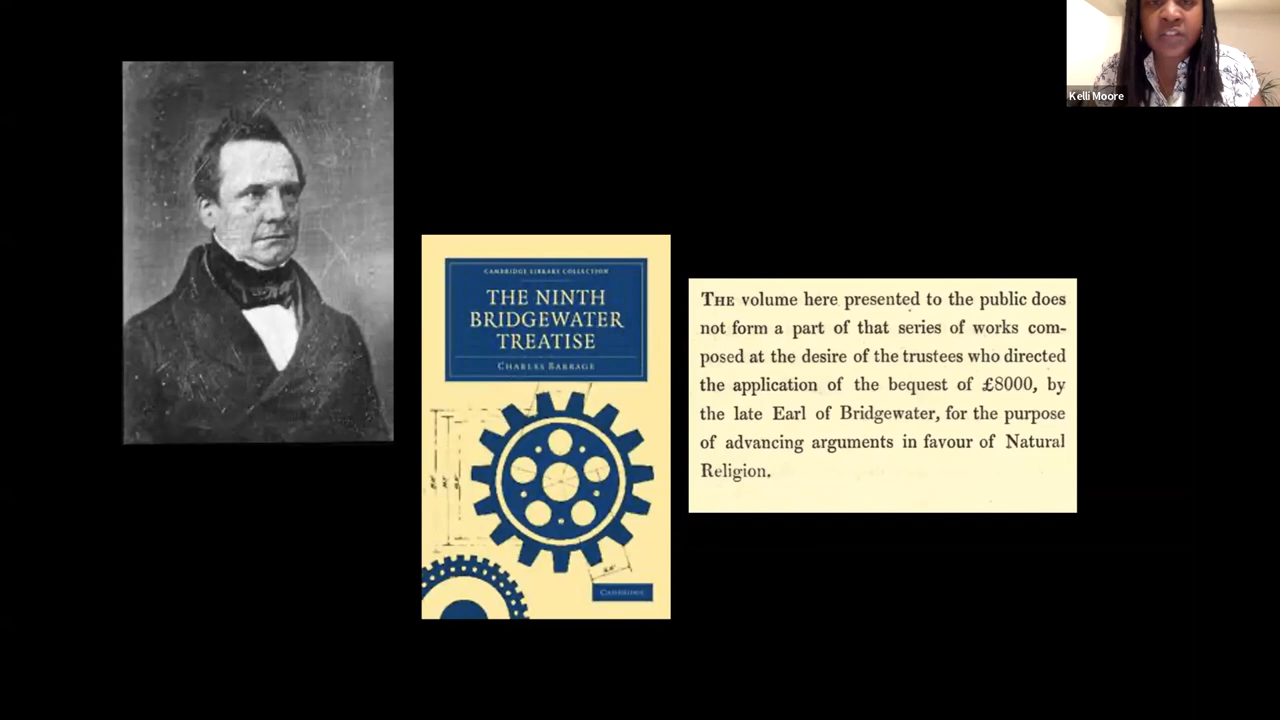 Kelli Moore
CAMBRIDGE LIBRARY COLLECTION
THE NINTH
BRIDGEWATER
TREATISE
CHARLES BABBAGE
CAMBRIDGE
THE volume here presented to the public does
not form a part of that series of works com-
posed at the desire of the trustees who directed
the application of the bequest of £8000, by
the late Earl of Bridgewater, for the purpose
of advancing arguments in favour of Natural
Religion.